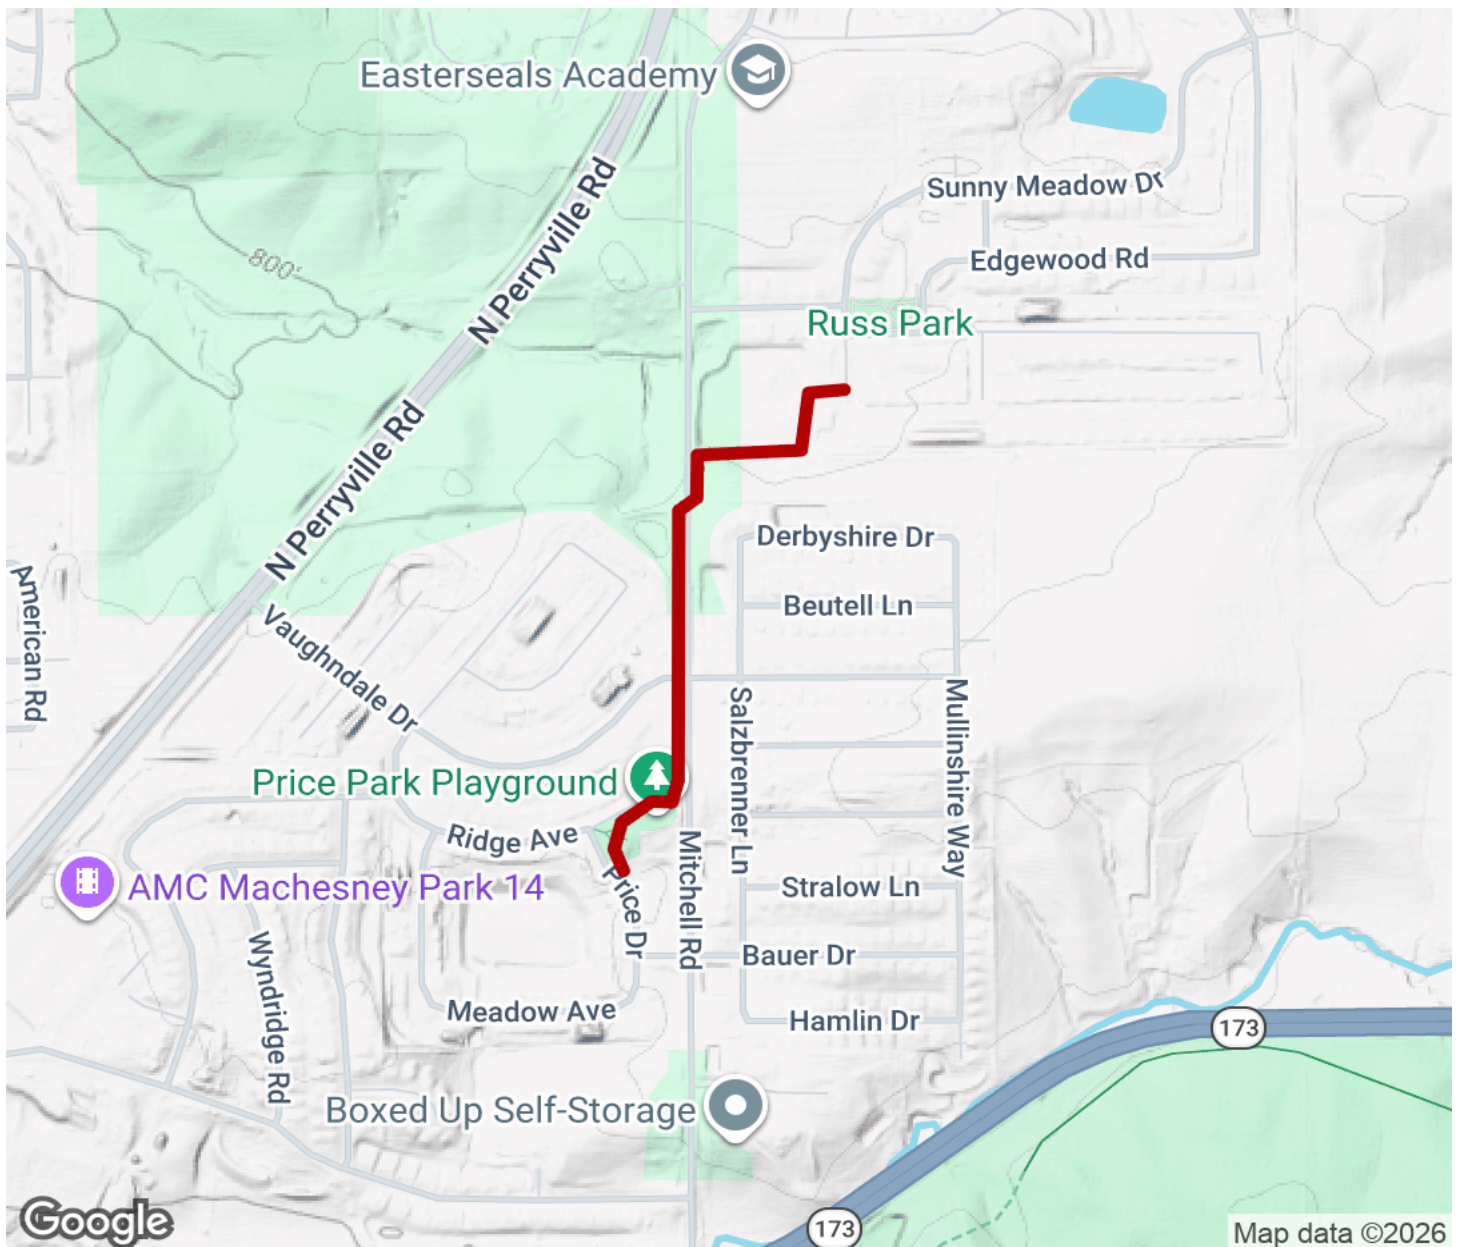 Easterseals Academy
N Perryville Rd
Sunny Meadow Dr
800'
Edgewood Rd
Russ Park
N Perryville Rd
Derbyshire Dr
American Rd
Beutell Ln
Vaughndale Dr
Salzbrenner Ln
Mullinshire Way
Price Park Playground
Ridge Ave
Mitchell Rd
AMC Machesney Park 14
Price Dr
Stralow Ln
Wyndridge Rd
Bauer Dr
Meadow Ave
Hamlin Dr
173
Boxed Up Self-Storage
173
Google
Map data ©2026